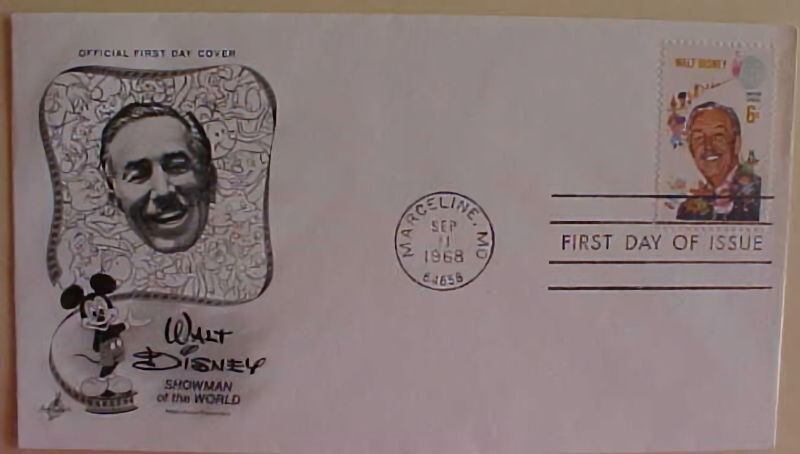 OFFICIAL FIRST DAY COVER
WALT DISNEY
6¢
MARCELINE, MO
SEP
11
1968
64658
FIRST DAY OF ISSUE
WALT
DISNEY
SHOWMAN
of the WORLD